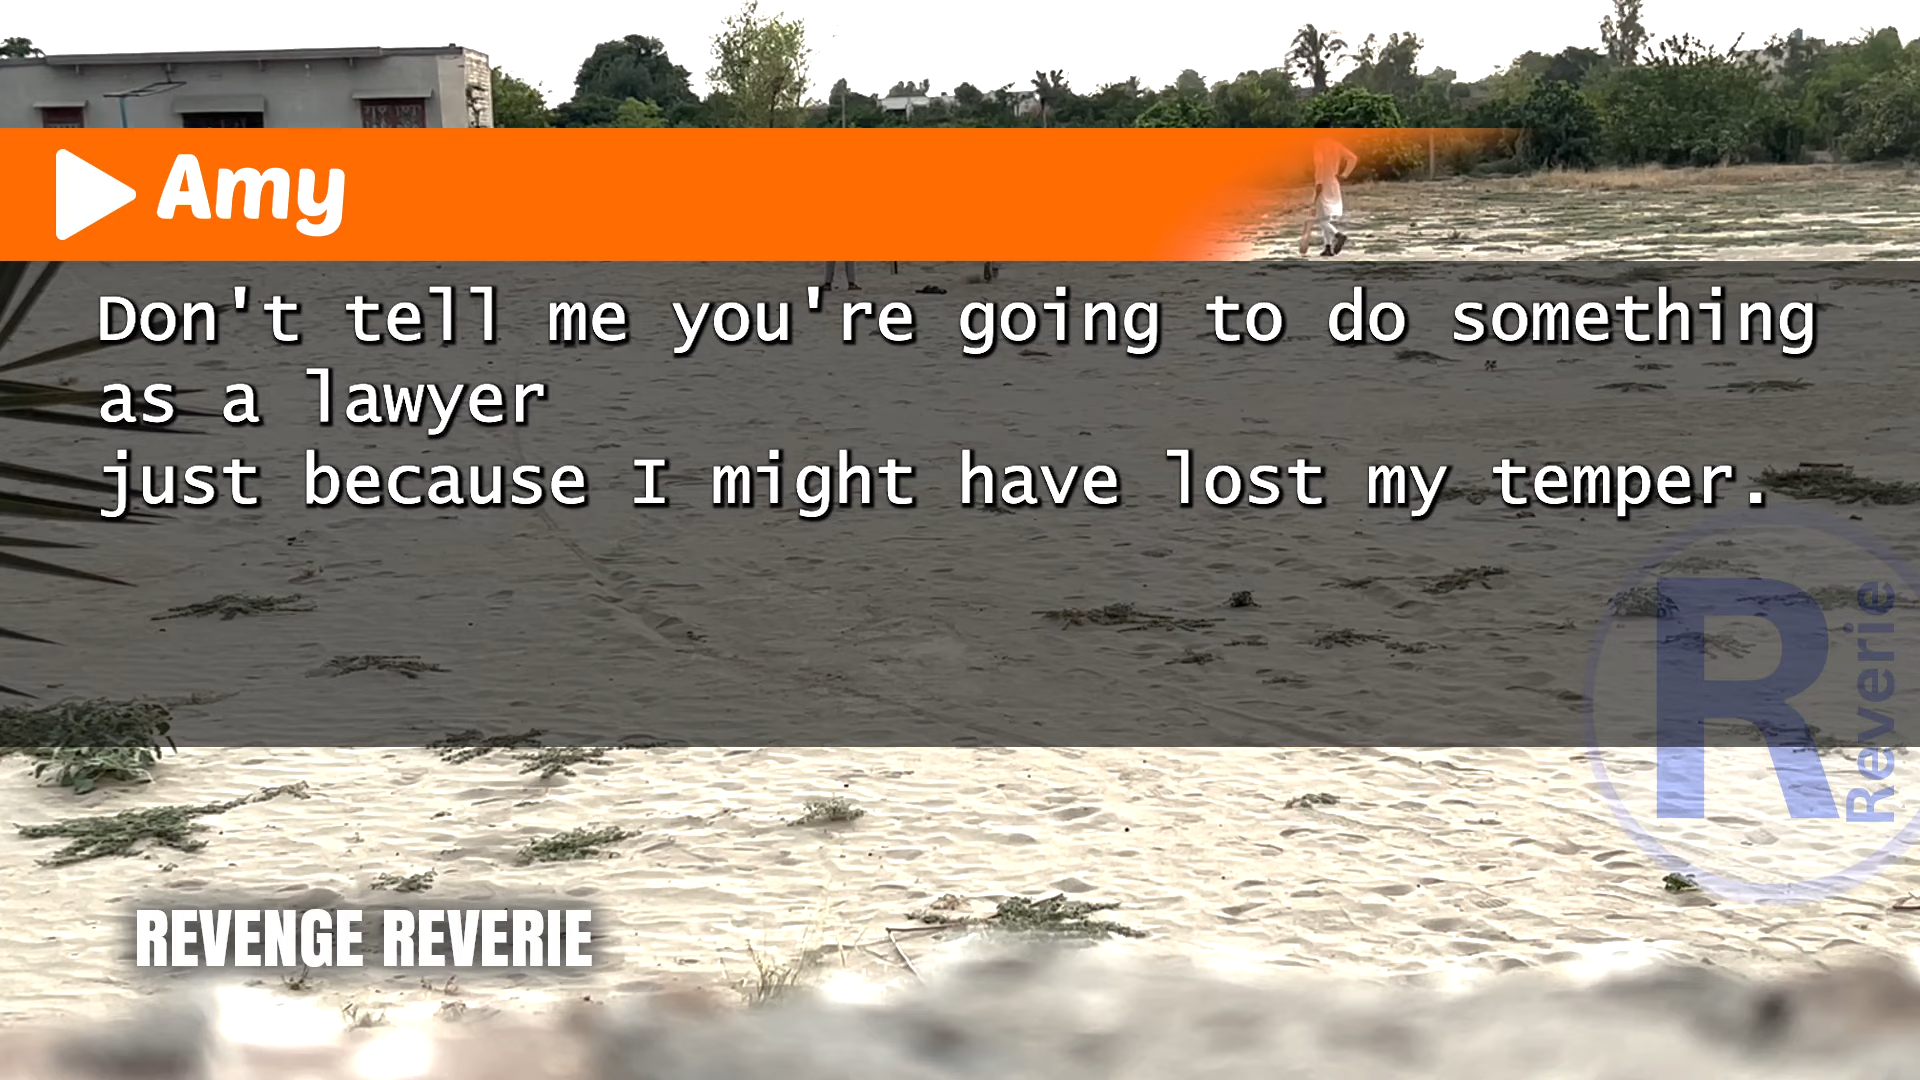 Amy
Don't tell me you're going to do something
as a lawyer
just because I might have lost my temper.
R
Reverie
REVENGE REVERIE